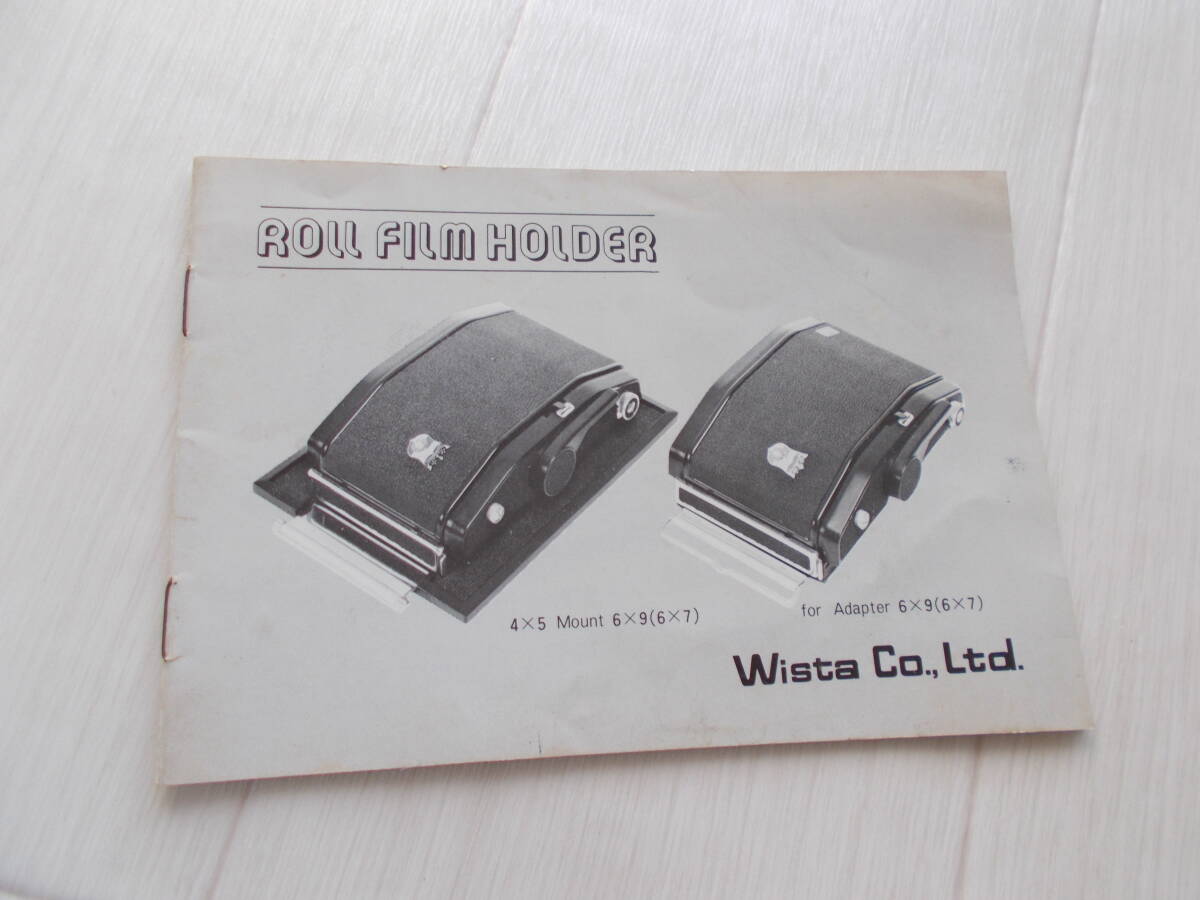 ROLL FILM HOLDER
4×5 Mount 6×9(6×7)
for Adapter 6×9(6×7)
Wista Co., Ltd.